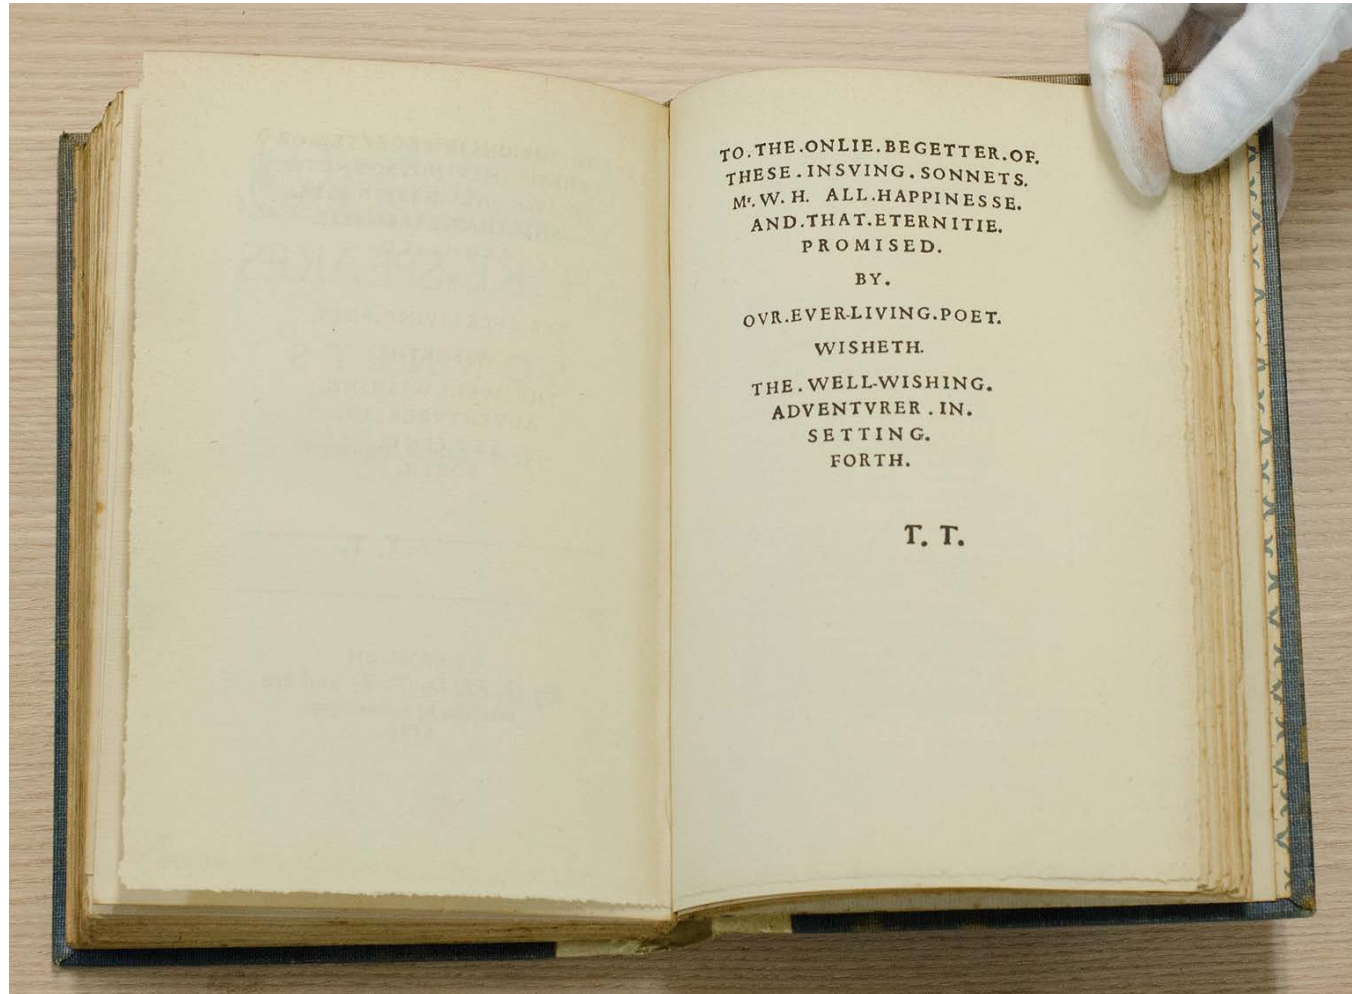 TO.THE.ONLIE.BEGETTER.OF.
THESE.INSVING.SONNETS.
Mr. W. H. ALL.HAPPINESSE.
AND.THAT.ETERNITIE.
PROMISED.
BY.
OVR.EVER-LIVING.POET.
WISHETH.
THE.WELL-WISHING.
ADVENTVRER.IN.
SETTING.
FORTH.
T. T.